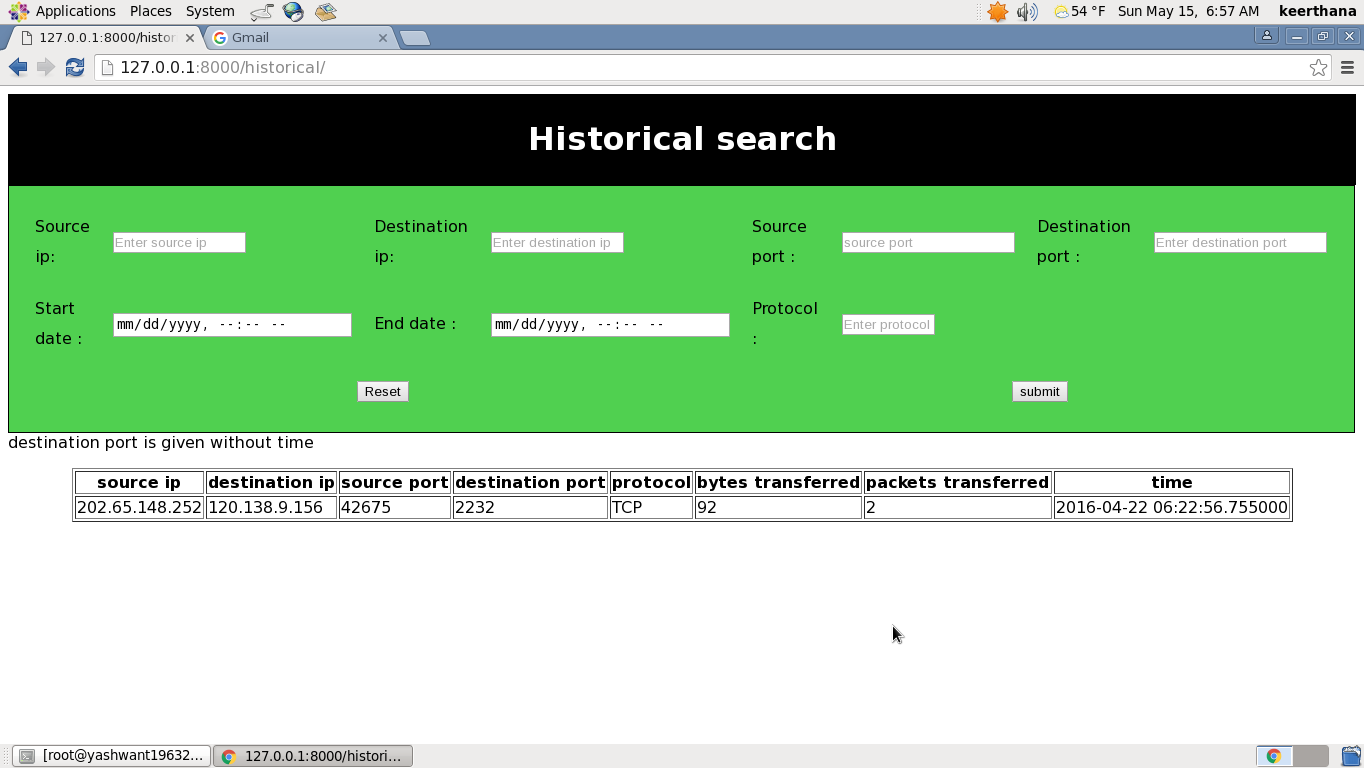 Applications Places System 54 °F Sun May 15, 6:57 AM keerthana
127.0.0.1:8000/histor Gmail
127.0.0.1:8000/historical/
Historical search
Source ip: Enter source ip Destination ip: Enter destination ip Source port : source port Destination port : Enter destination port
Start date : mm/dd/yyyy, --:-- -- End date : mm/dd/yyyy, --:-- -- Protocol : Enter protocol
Reset submit
destination port is given without time
source ip destination ip source port destination port protocol bytes transferred packets transferred time
202.65.148.252 120.138.9.156 42675 2232 TCP 92 2 2016-04-22 06:22:56.755000
[root@yashwant19632... 127.0.0.1:8000/histori...